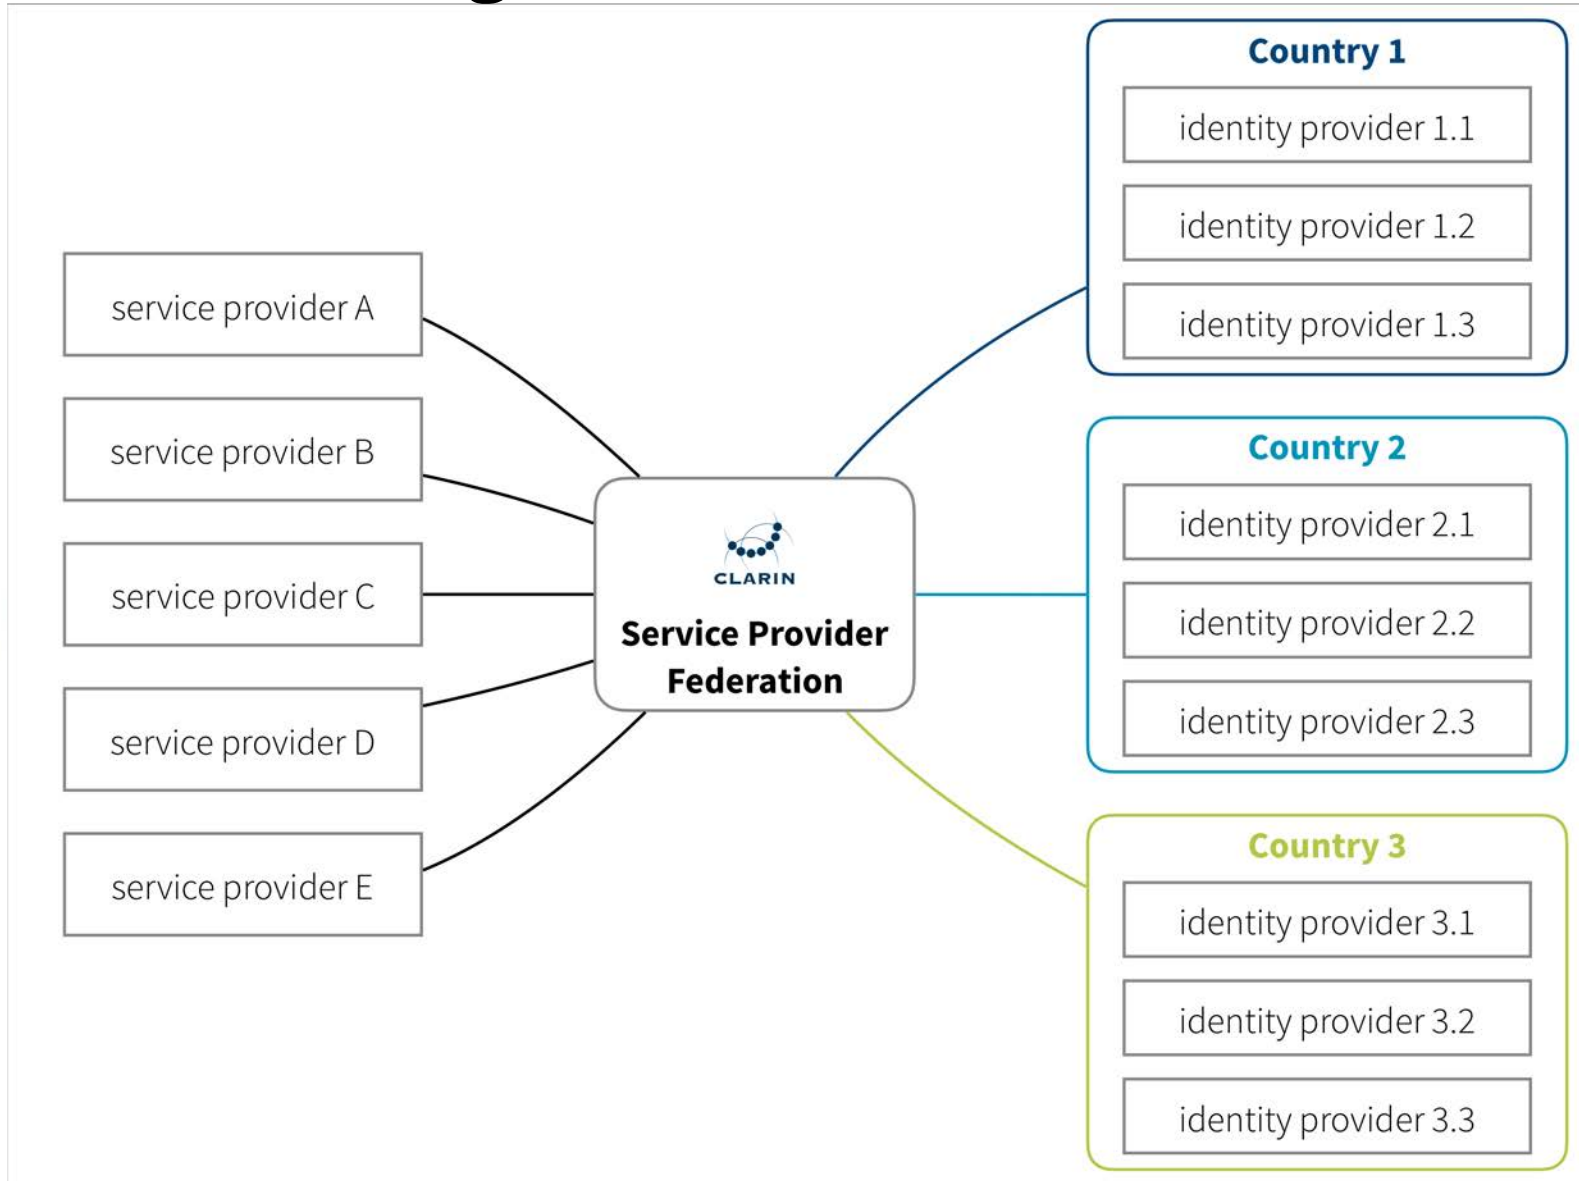 service provider A
service provider B
service provider C
service provider D
service provider E
CLARIN
Service Provider
Federation
Country 1
identity provider 1.1
identity provider 1.2
identity provider 1.3
Country 2
identity provider 2.1
identity provider 2.2
identity provider 2.3
Country 3
identity provider 3.1
identity provider 3.2
identity provider 3.3